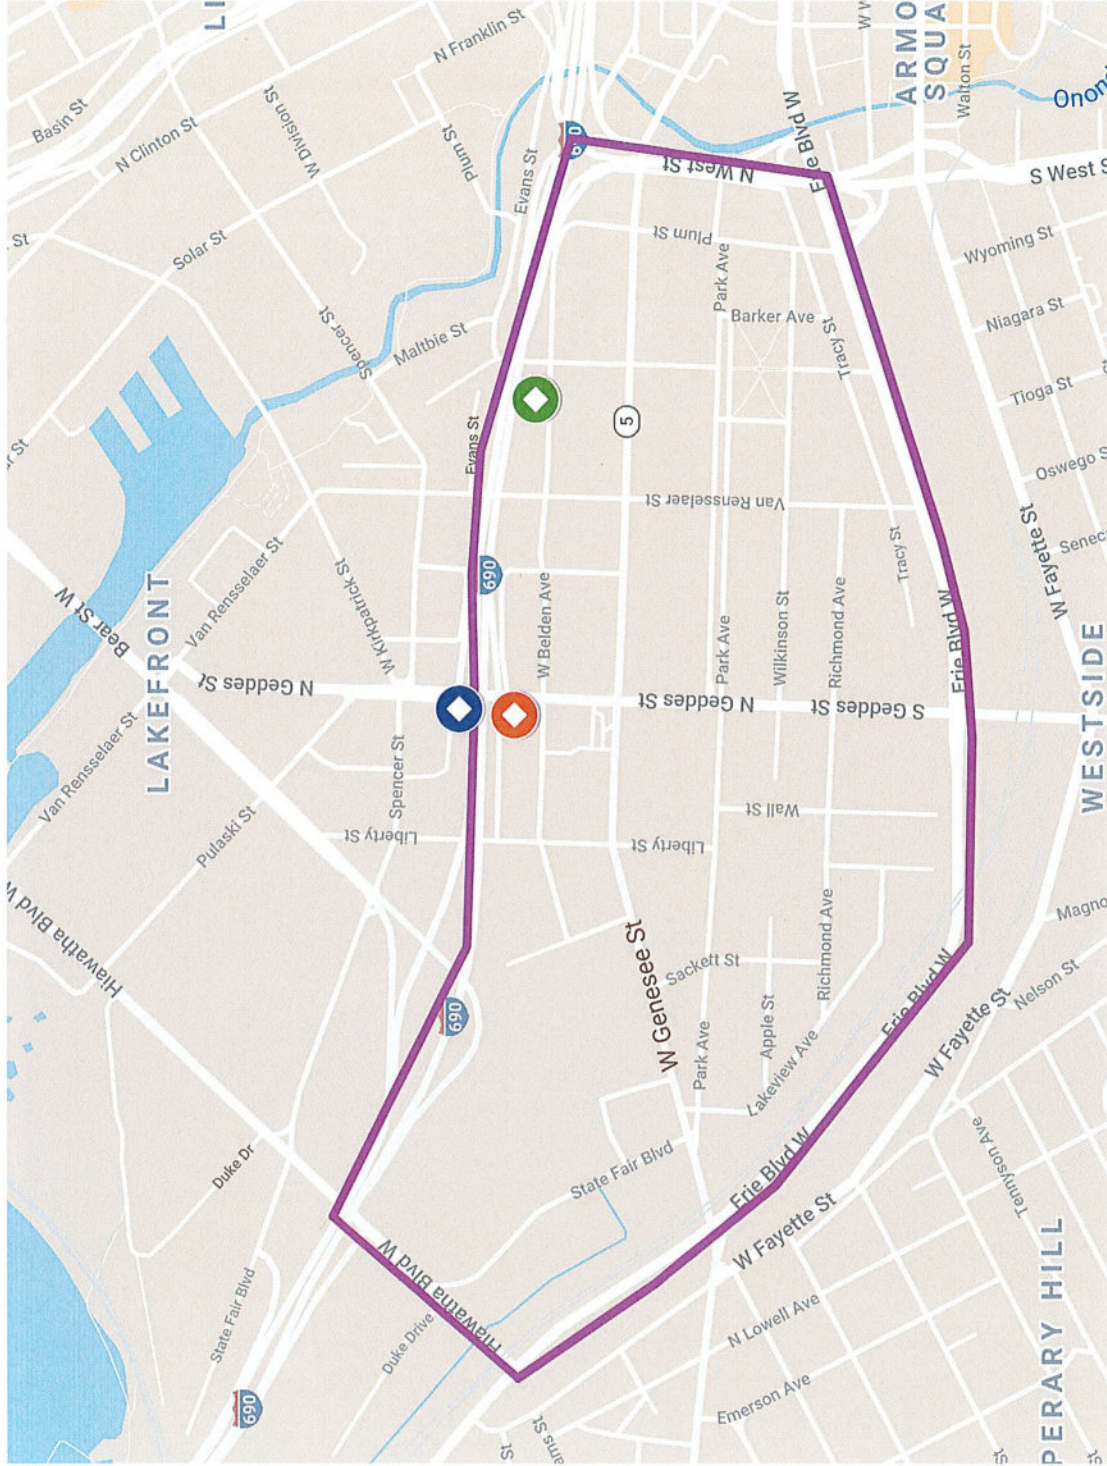 LI
N Franklin St
Basin St
N Clinton St
W Division St
Plum St
Evans St
690
N West St
Erie Blvd W
ARMO
SQUA
Walton St
Onon
S West S
St
Solar St
Spencer St
Maltbie St
Plum St
Park Ave
Barker Ave
Tracy St
Wyoming St
Niagara St
Tioga St
Oswego S
Senec
Evans St
5
Van Rensselaer St
Tracy St
W Fayette St
LAKEFRONT
Bear St W
Van Rensselaer St
W Kirkpatrick St
N Geddes St
690
W Belden Ave
N Geddes St
Park Ave
Wilkinson St
Richmond Ave
S Geddes St
Erie Blvd W
WESTSIDE
Van Rensselaer St
Pulaski St
Spencer St
Liberty St
Liberty St
Wall St
Hiawatha Blvd W
690
W Genesee St
Sackett St
Richmond Ave
Apple St
Park Ave
Lakeview Ave
Erie Blvd W
W Fayette St
Nelson St
Magno
Duke Dr
State Fair Blvd
Erie Blvd W
W Fayette St
Tennyson Ave
Hiawatha Blvd W
State Fair Blvd
Duke Drive
690
N Lowell Ave
Emerson Ave
PERARY HILL
ams St
St
St
St